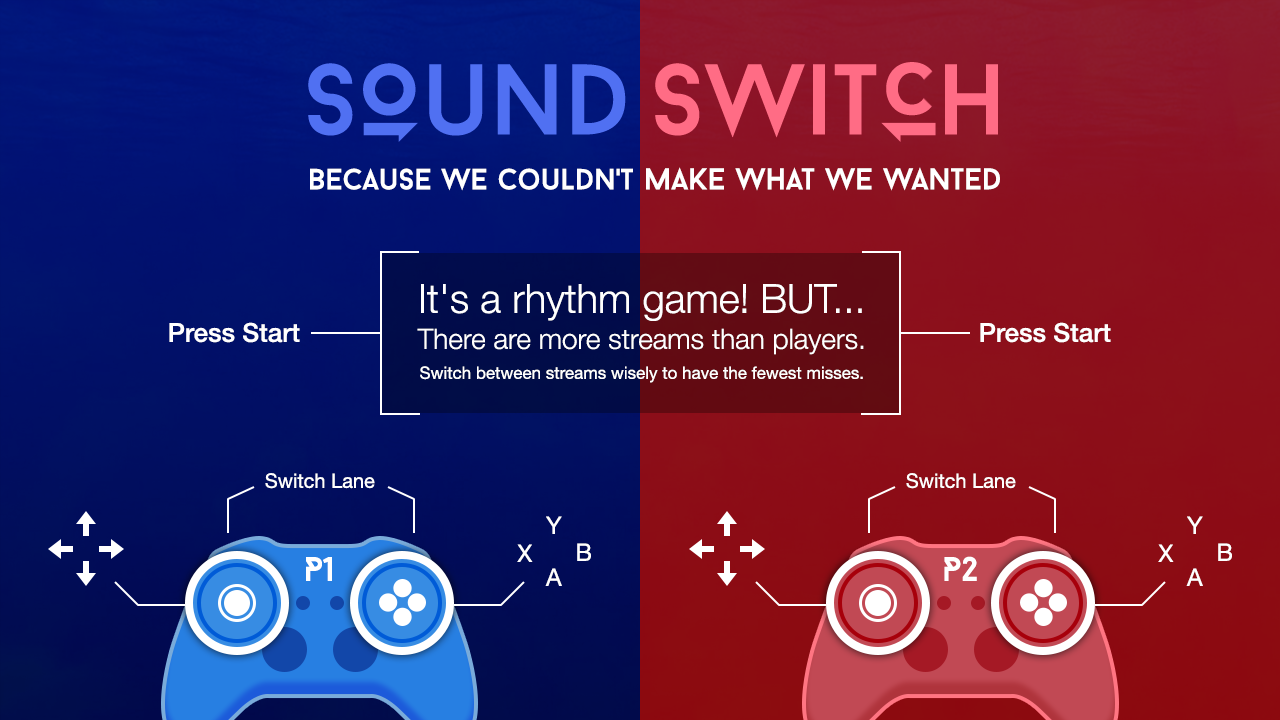 SOUND SWITCH
BECAUSE WE COULDN'T MAKE WHAT WE WANTED
It's a rhythm game! BUT...
Press Start
There are more streams than players.
Press Start
Switch between streams wisely to have the fewest misses.
Switch Lane
Switch Lane
Y
X
B
A
P1
Y
X
B
A
P2